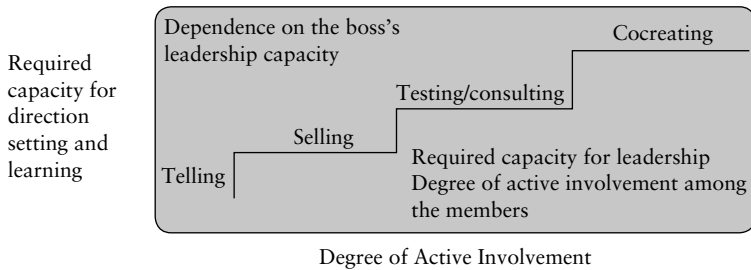 Required
capacity for
direction
setting and
learning
Dependence on the boss's
leadership capacity
Cocreating
Testing/consulting
Selling
Telling
Required capacity for leadership
Degree of active involvement among
the members
Degree of Active Involvement